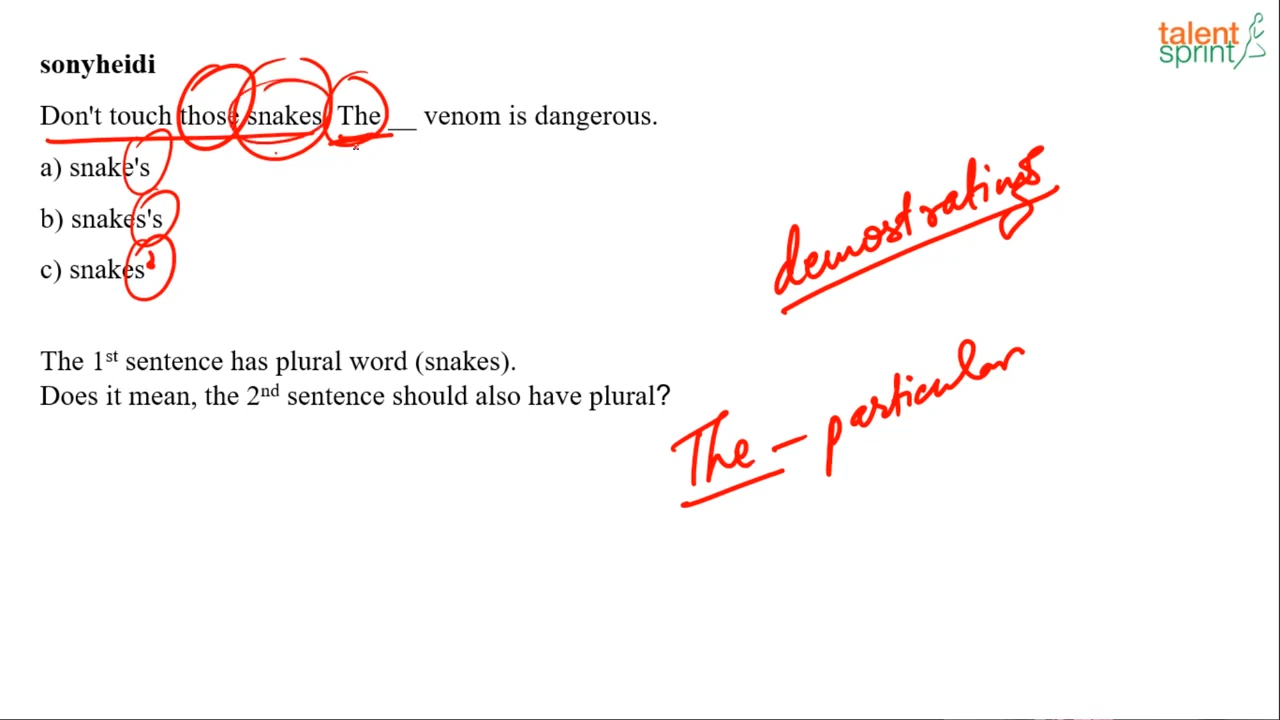 talent
sprint
sonyheidi
Don't touch those snakes. The __ venom is dangerous.
a) snake's
b) snakes's
c) snakes'
demostratives
The 1st sentence has plural word (snakes).
Does it mean, the 2nd sentence should also have plural?
The - particular